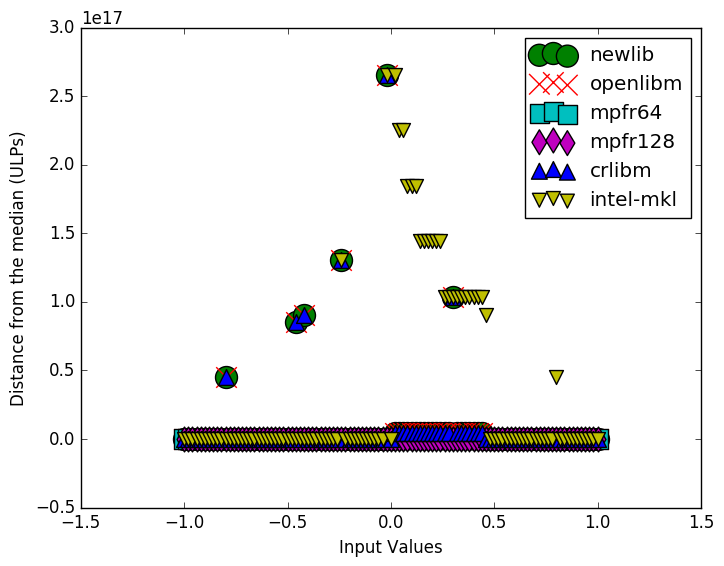 1e17
3.0
2.5
2.0
1.5
1.0
0.5
0.0
−0.5
−1.5
−1.0
−0.5
0.0
0.5
1.0
1.5
Distance from the median (ULPs)
Input Values
newlib
openlibm
mpfr64
mpfr128
crlibm
intel-mkl